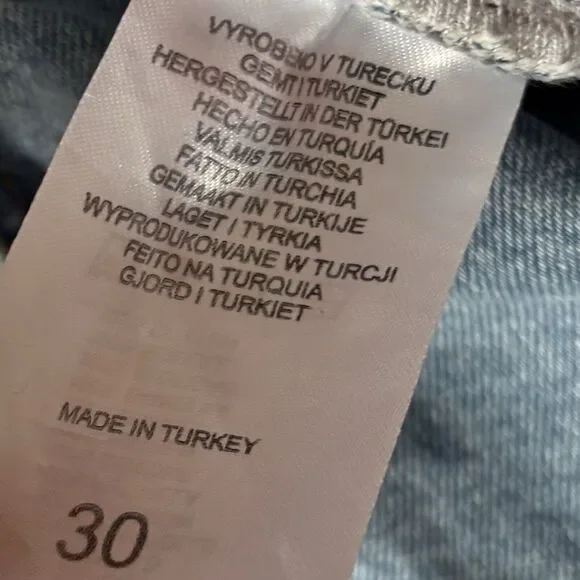 VYROBENO V TURECKU
GEMT I TURKIET
HERGESTELLT IN DER TÜRKEI
HECHO EN TURQUÍA
VALMIS TURKISSA
FATTO IN TURCHIA
GEMAAKT IN TURKIJE
LAGET I TYRKIA
WYPRODUKOWANE W TURCJI
FEITO NA TURQUIA
GJORD I TURKIET
MADE IN TURKEY
30